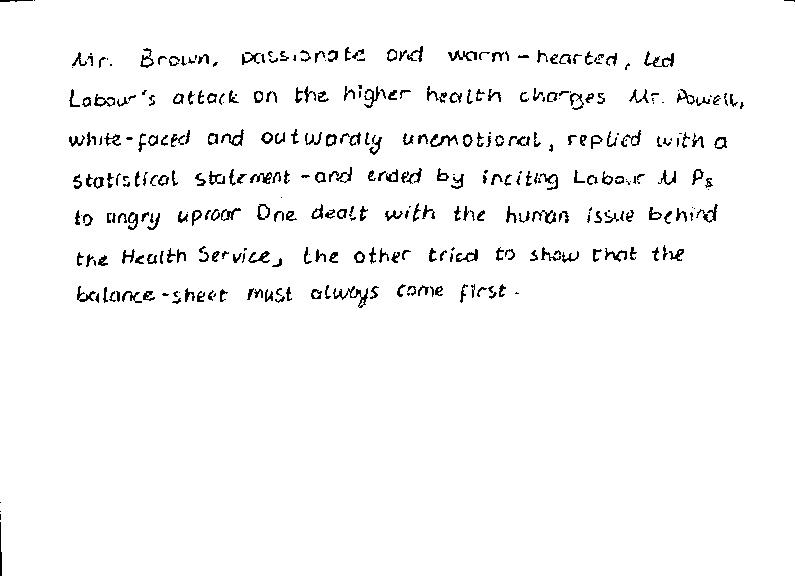 Mr. Brown, passionate and warm-hearted, led
Labour's attack on the higher health charges Mr. Powell,
white-faced and outwardly unemotional, replied with a
statistical statement - and ended by inciting Labour M Ps
to angry uproar One dealt with the human issue behind
the Health Service, the other tried to show that the
balance-sheet must always come first.